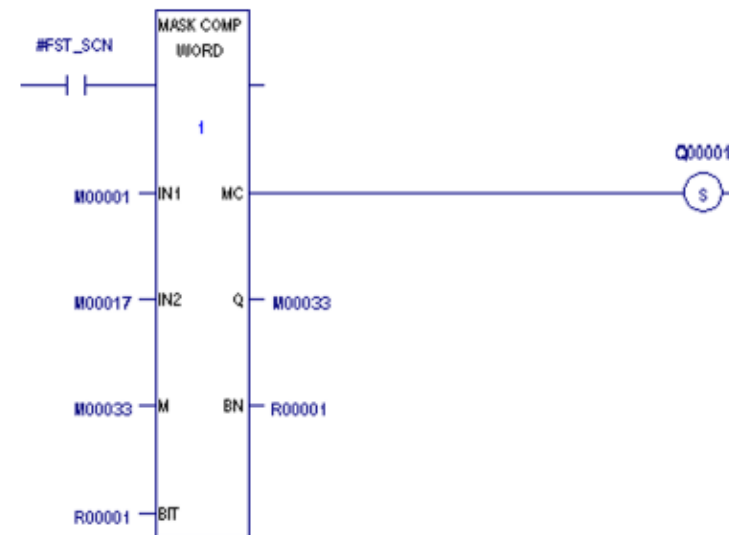 MASK COMP
WORD
#FST_SCN
1
Q00001
M00001 IN1 MC S
M00017 IN2 Q M00033
M00033 M BN R00001
R00001 BIT